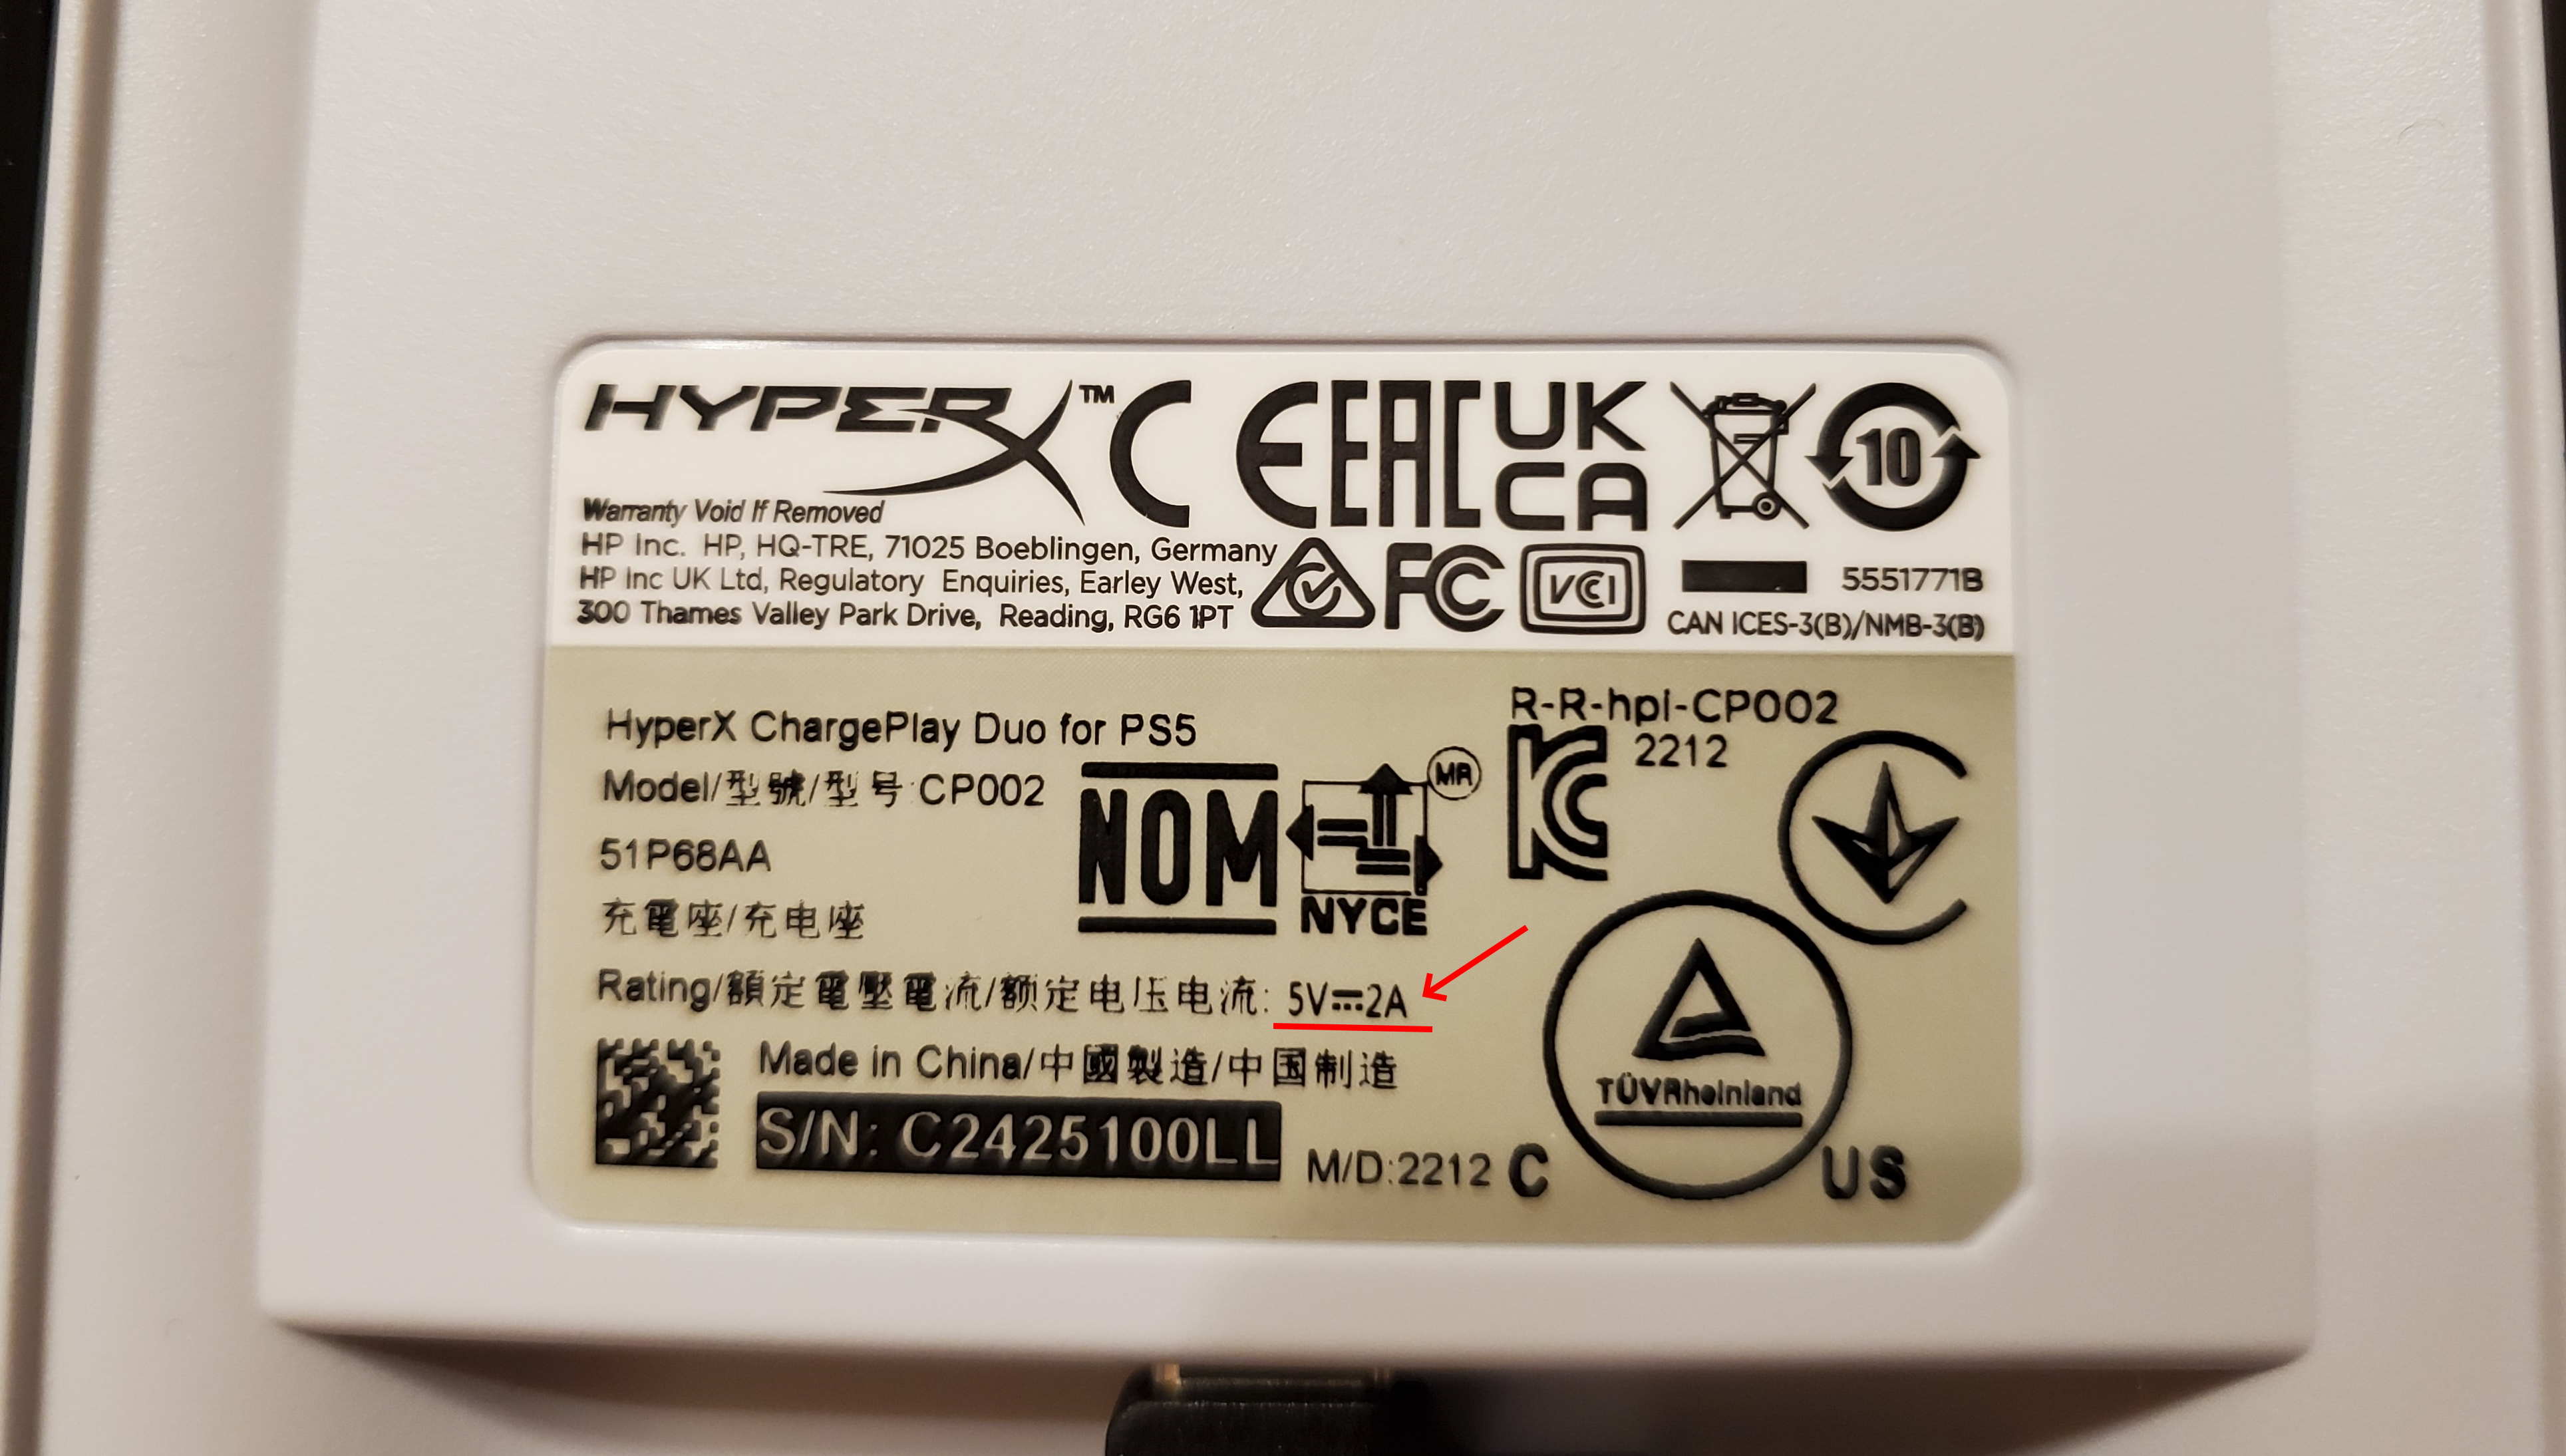 HYPERX™ CE EAC UK CA 10
Warranty Void If Removed
HP Inc. HP, HQ-TRE, 71025 Boeblingen, Germany
HP Inc UK Ltd, Regulatory Enquiries, Earley West,
300 Thames Valley Park Drive, Reading, RG6 1PT
FC VCCI
5551771B
CAN ICES-3(B)/NMB-3(B)
HyperX ChargePlay Duo for PS5
Model/型號/型号:CP002
51P68AA
充電座/充电座
NOM
NYCE
MR
R-R-hpi-CP002
2212
KC
Rating/額定電壓電流/额定电压电流: 5V⎓2A
Made in China/中國製造/中国制造
S/N: C2425100LL
M/D:2212
TÜVRheinland
C US